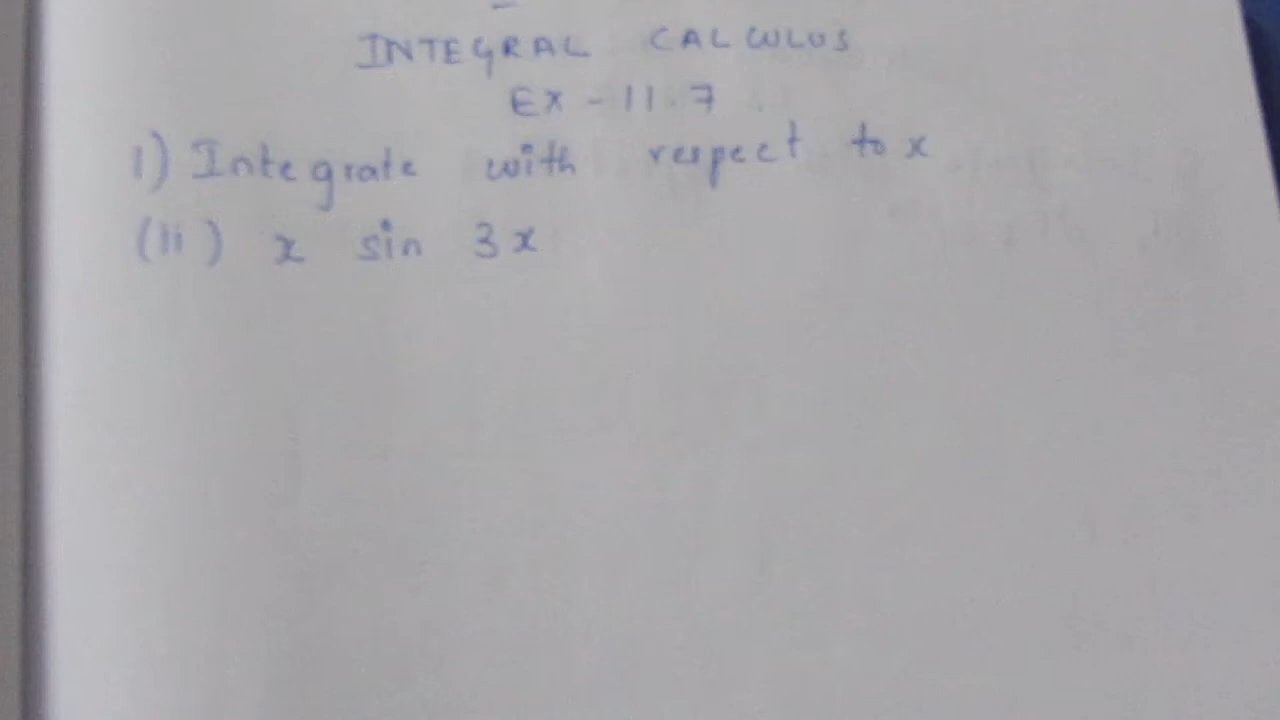 INTEGRAL CALCULUS
EX - 11.7
1) Integrate with respect to x
(ii) x sin 3x